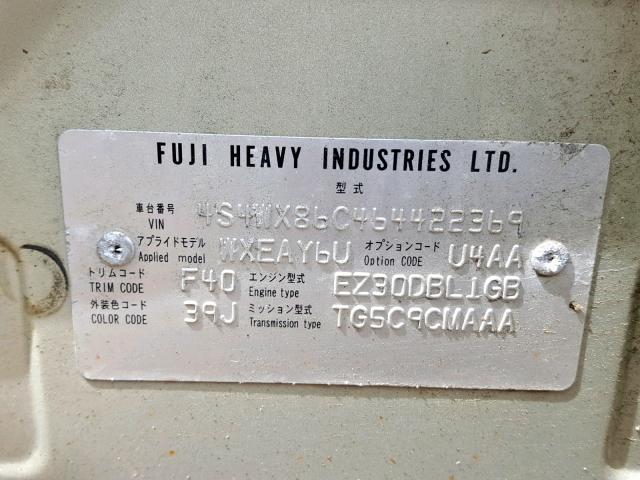 FUJI HEAVY INDUSTRIES LTD.
型式
車台番号 VIN 4S4WX86C464422369
アプライドモデル Applied model WXEAY6U オプションコード Option CODE U4AA
トリムコード TRIM CODE F40 エンジン型式 Engine type EZ30DBL1GB
外装色コード COLOR CODE 39J ミッション型式 Transmission type TG5C9CMAAA